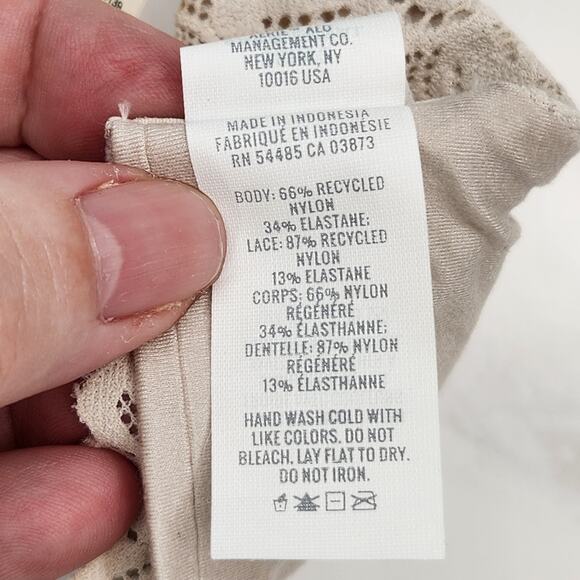 AERIE - AEO
MANAGEMENT CO.
NEW YORK, NY
10016 USA
MADE IN INDONESIA
FABRIQUÉ EN INDONÉSIE
RN 54485 CA 03873
BODY: 66% RECYCLED
NYLON
34% ELASTANE;
LACE: 87% RECYCLED
NYLON
13% ELASTANE
CORPS: 66% NYLON
RÉGÉNÉRÉ
34% ÉLASTHANNE;
DENTELLE: 87% NYLON
RÉGÉNÉRÉ
13% ÉLASTHANNE
HAND WASH COLD WITH
LIKE COLORS. DO NOT
BLEACH. LAY FLAT TO DRY.
DO NOT IRON.